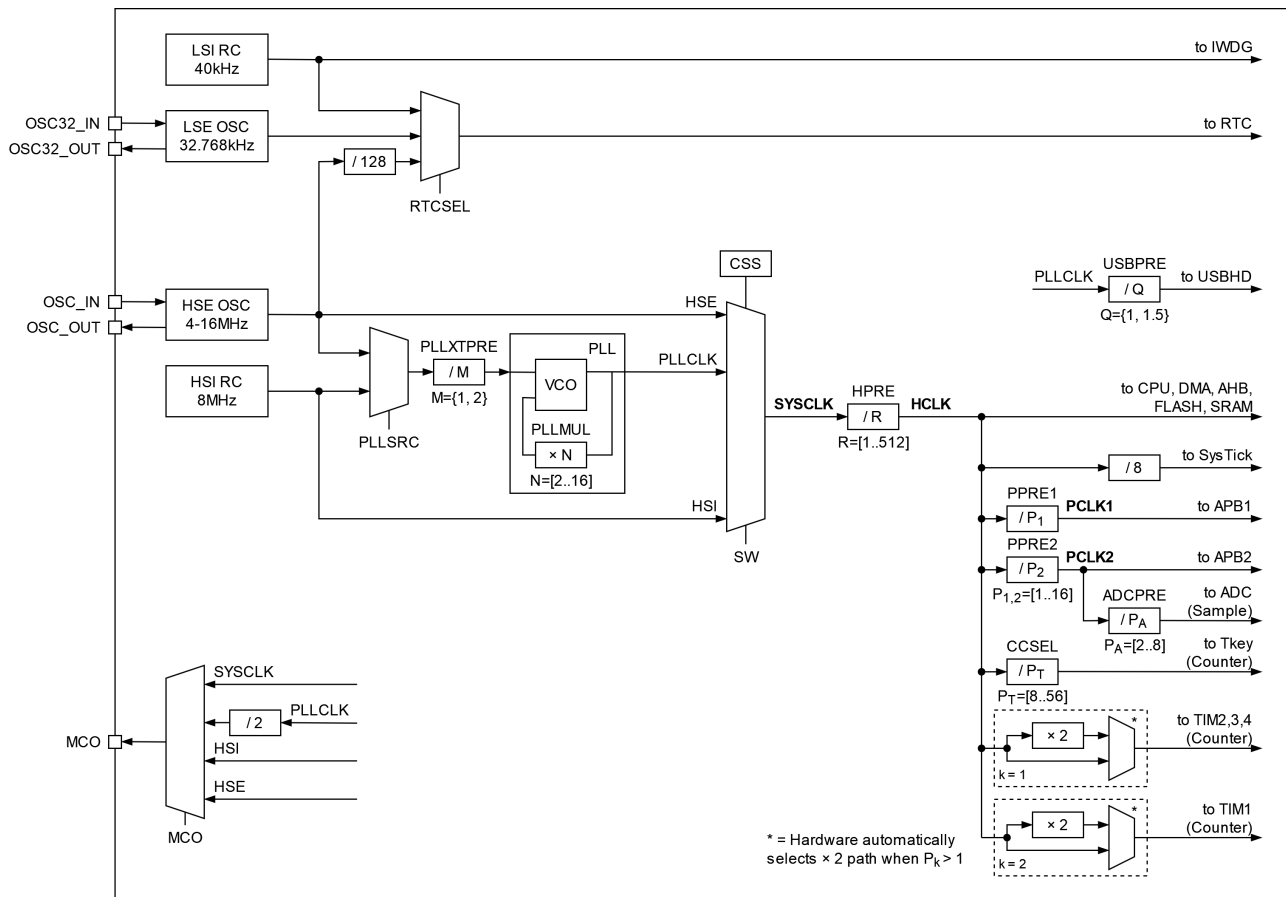 LSI RC
40kHz
to IWDG
OSC32_IN
OSC32_OUT
LSE OSC
32.768kHz
to RTC
/ 128
RTCSEL
CSS
USBPRE
PLLCLK
to USBHD
/ Q
Q={1, 1.5}
OSC_IN
OSC_OUT
HSE OSC
4-16MHz
HSE
HSI RC
8MHz
PLLSRC
PLLXTPRE
/ M
M={1, 2}
PLL
VCO
PLLMUL
× N
N=[2..16]
PLLCLK
HSI
SW
SYSCLK
HPRE
/ R
R=[1..512]
HCLK
to CPU, DMA, AHB,
FLASH, SRAM
/ 8
to SysTick
PPRE1
/ P1
PCLK1
to APB1
PPRE2
/ P2
P1,2=[1..16]
PCLK2
to APB2
ADCPRE
/ PA
PA=[2..8]
to ADC
(Sample)
CCSEL
/ PT
PT=[8..56]
to Tkey
(Counter)
× 2
*
k = 1
to TIM2,3,4
(Counter)
× 2
*
k = 2
to TIM1
(Counter)
* = Hardware automatically
selects × 2 path when Pk > 1
SYSCLK
PLLCLK
/ 2
HSI
HSE
MCO
MCO